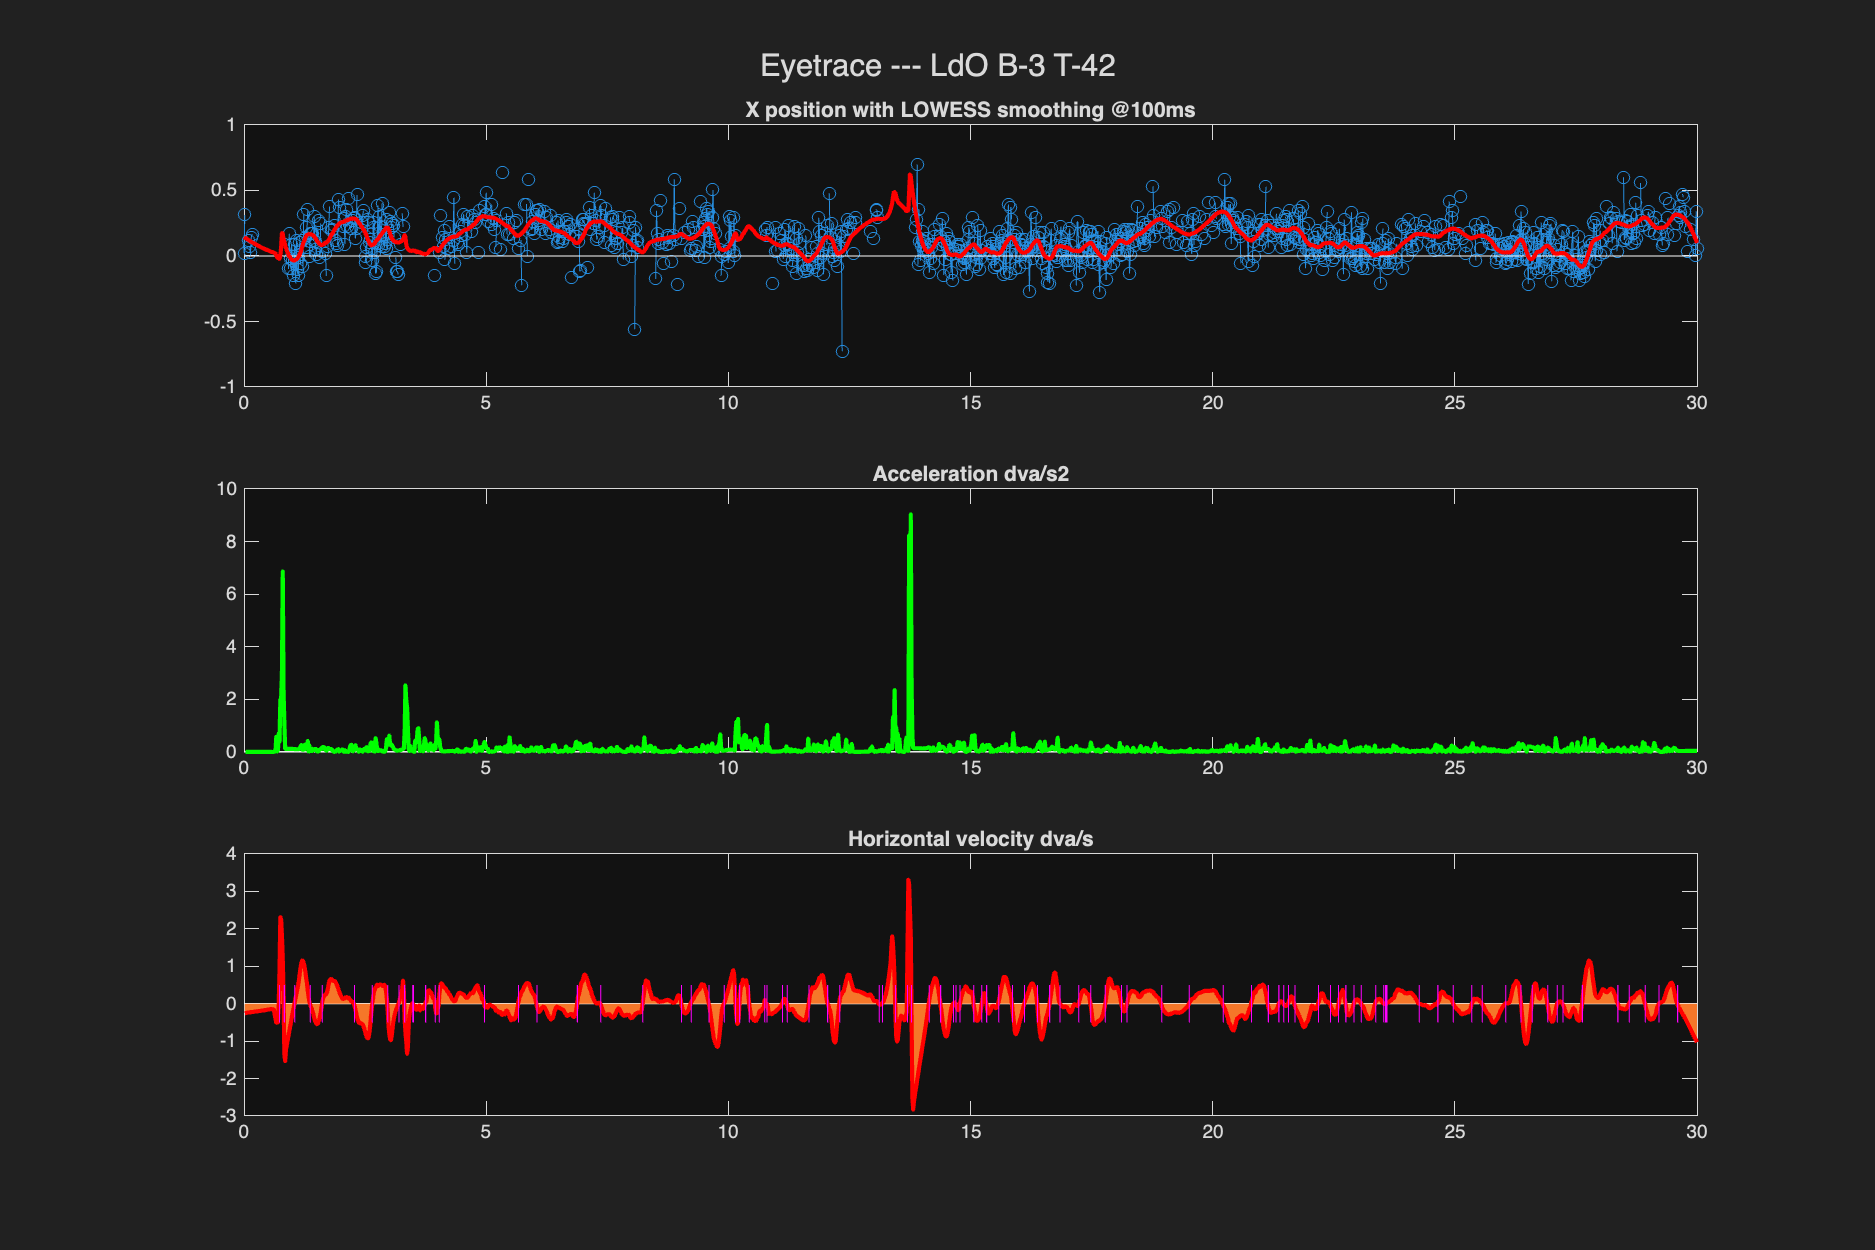 Eyetrace --- LdO B-3 T-42
X position with LOWESS smoothing @100ms
1
0.5
0
-0.5
-1
0 5 10 15 20 25 30
Acceleration dva/s2
10
8
6
4
2
0
0 5 10 15 20 25 30
Horizontal velocity dva/s
4
3
2
1
0
-1
-2
-3
0 5 10 15 20 25 30